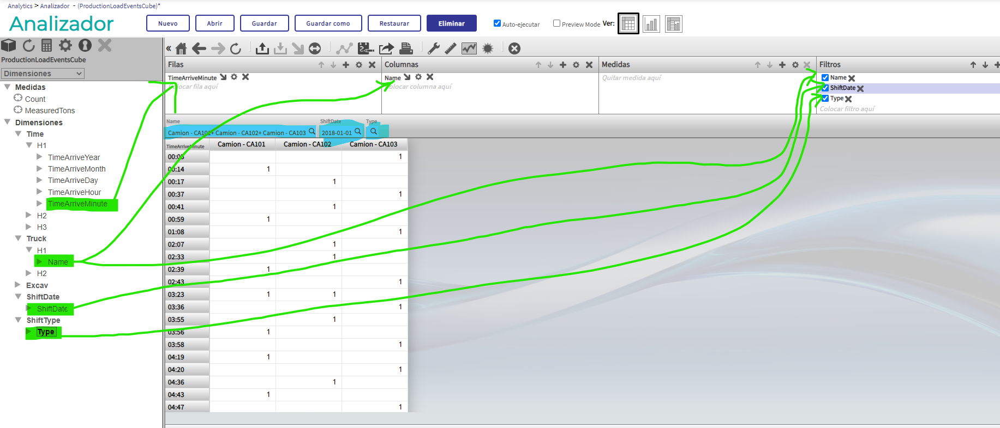 Analytics > Analizador - (ProductionLoadEventsCube)*
Analizador
Nuevo Abrir Guardar Guardar como Restaurar Eliminar Auto-ejecutar Preview Mode Ver:
ProductionLoadEventsCube
Dimensiones
Medidas
Count
MeasuredTons
Dimensiones
Time
H1
TimeArriveYear
TimeArriveMonth
TimeArriveDay
TimeArriveHour
TimeArriveMinute
H2
H3
Truck
H1
Name
H2
Excav
ShiftDate
ShiftDate
ShiftType
Type
Filas
TimeArriveMinute
Colocar fila aquí
Columnas
Name
Colocar columna aquí
Medidas
Quitar medida aquí
Filtros
Name
ShiftDate
Type
Colocar filtro aquí
Name ShiftDate Type
Camion - CA101+ Camion - CA102+ Camion - CA103 2018-01-01
TimeArriveMinute Camion - CA101 Camion - CA102 Camion - CA103
00:03 1
00:14 1
00:17 1
00:37 1
00:41 1
00:59 1
01:08 1
02:07 1
02:33 1
02:39 1
02:43 1
03:23 1 1
03:36 1
03:55 1
03:56 1
03:58 1
04:19 1
04:20 1
04:36 1
04:43 1
04:47 1